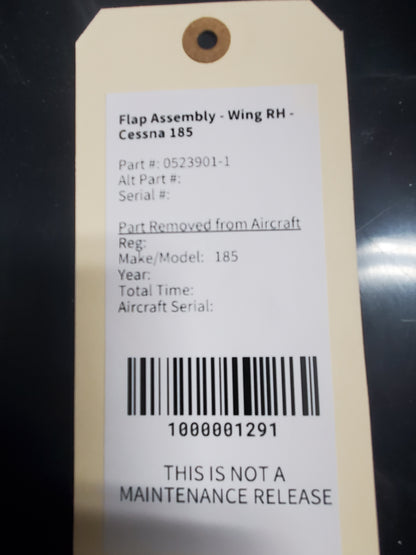 Flap Assembly - Wing RH -
Cessna 185
Part #: 0523901-1
Alt Part #:
Serial #:
Part Removed from Aircraft
Reg:
Make/Model: 185
Year:
Total Time:
Aircraft Serial:
1000001291
THIS IS NOT A
MAINTENANCE RELEASE